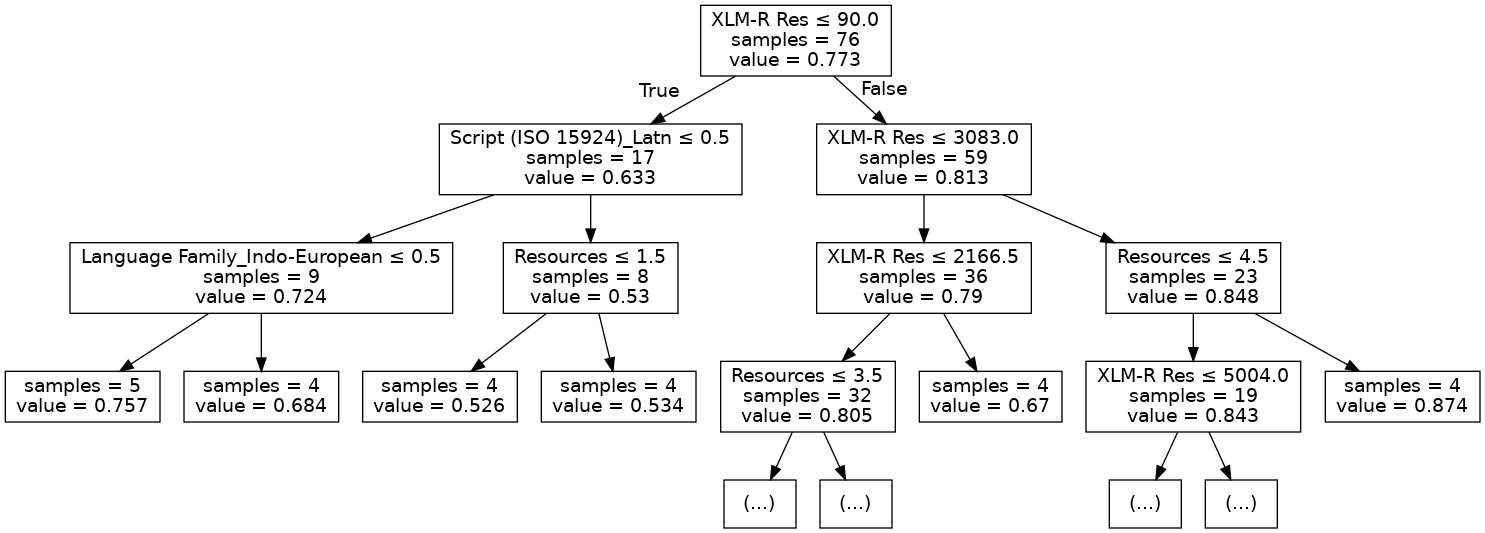 XLM-R Res ≤ 90.0
samples = 76
value = 0.773
True
False
Script (ISO 15924)_Latn ≤ 0.5
samples = 17
value = 0.633
XLM-R Res ≤ 3083.0
samples = 59
value = 0.813
Language Family_Indo-European ≤ 0.5
samples = 9
value = 0.724
Resources ≤ 1.5
samples = 8
value = 0.53
XLM-R Res ≤ 2166.5
samples = 36
value = 0.79
Resources ≤ 4.5
samples = 23
value = 0.848
samples = 5
value = 0.757
samples = 4
value = 0.684
samples = 4
value = 0.526
samples = 4
value = 0.534
Resources ≤ 3.5
samples = 32
value = 0.805
samples = 4
value = 0.67
XLM-R Res ≤ 5004.0
samples = 19
value = 0.843
samples = 4
value = 0.874
(...)
(...)
(...)
(...)